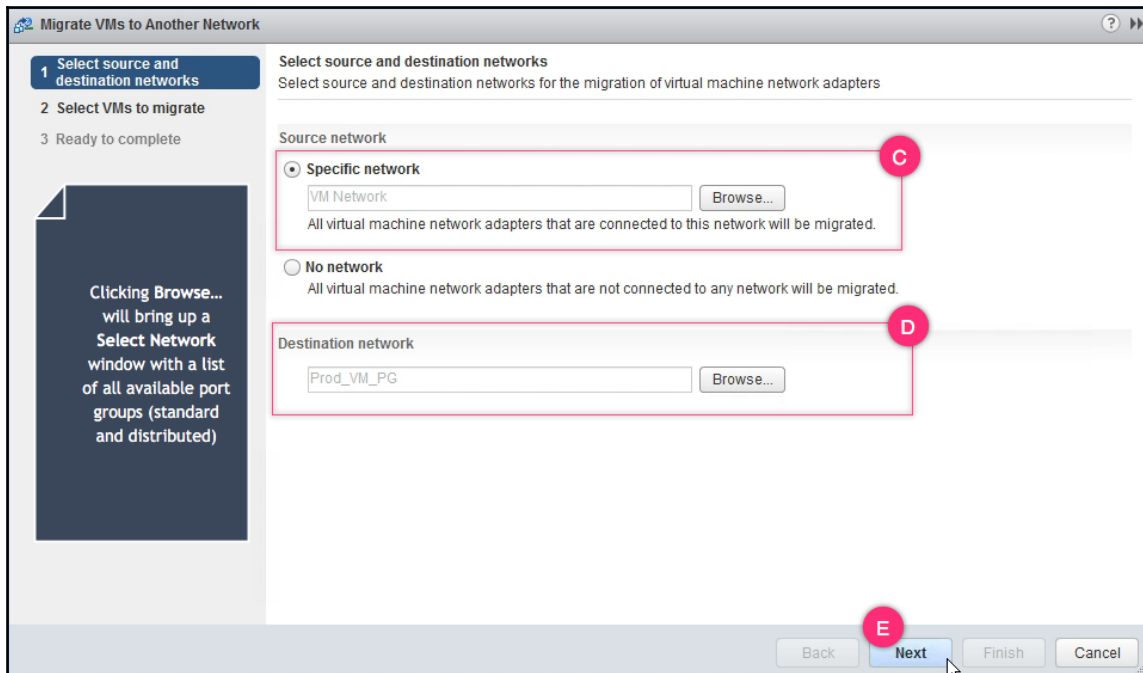 Migrate VMs to Another Network
?
1 Select source and
destination networks
2 Select VMs to migrate
3 Ready to complete
Clicking Browse...
will bring up a
Select Network
window with a list
of all available port
groups (standard
and distributed)
Select source and destination networks
Select source and destination networks for the migration of virtual machine network adapters
Source network
C
Specific network
VM Network
Browse...
All virtual machine network adapters that are connected to this network will be migrated.
No network
All virtual machine network adapters that are not connected to any network will be migrated.
D
Destination network
Prod_VM_PG
Browse...
E
Back
Next
Finish
Cancel